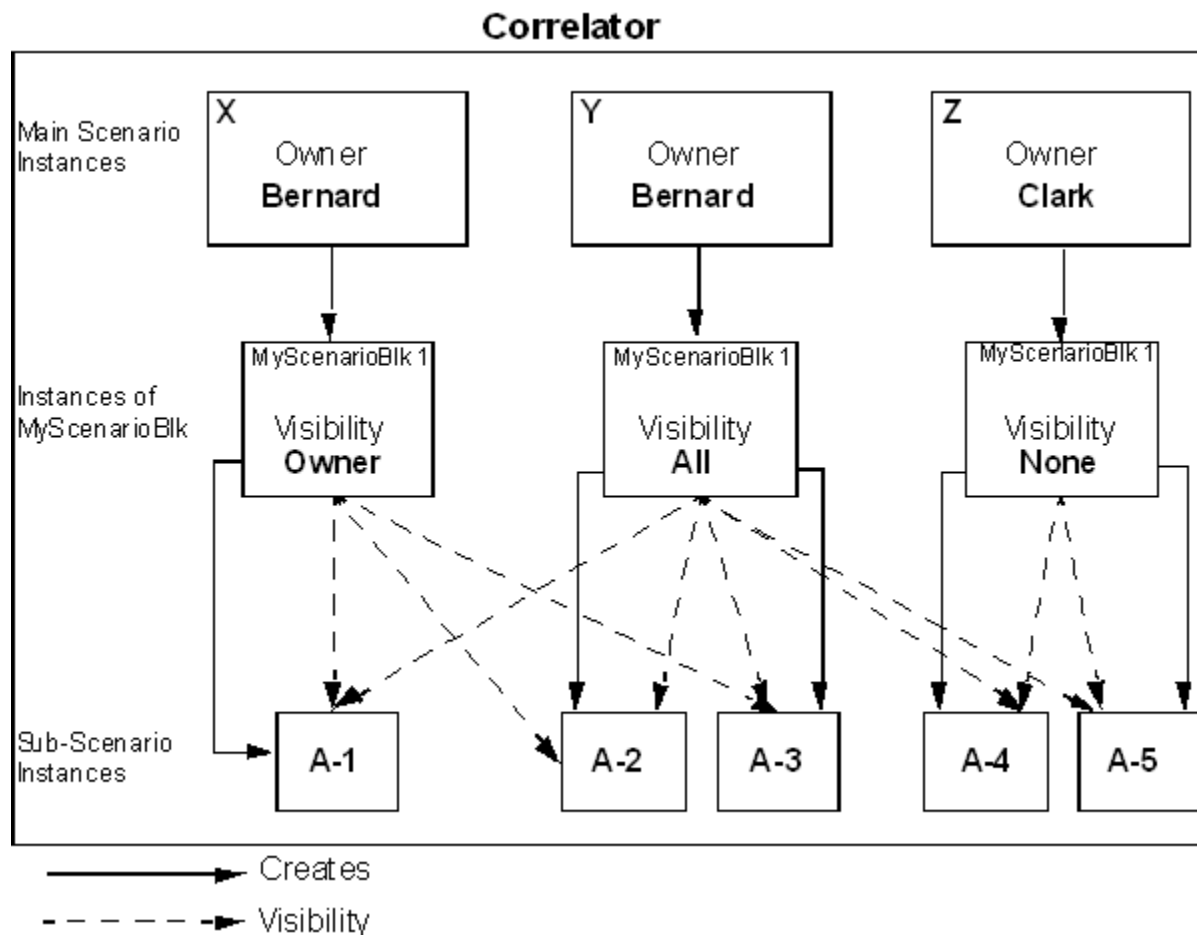 Correlator
Main Scenario
Instances
X
Owner
Bernard
Y
Owner
Bernard
Z
Owner
Clark
Instances of
MyScenarioBlk
MyScenarioBlk 1
Visibility
Owner
MyScenarioBlk 1
Visibility
All
MyScenarioBlk 1
Visibility
None
Sub-Scenario
Instances
A-1
A-2
A-3
A-4
A-5
Creates
Visibility